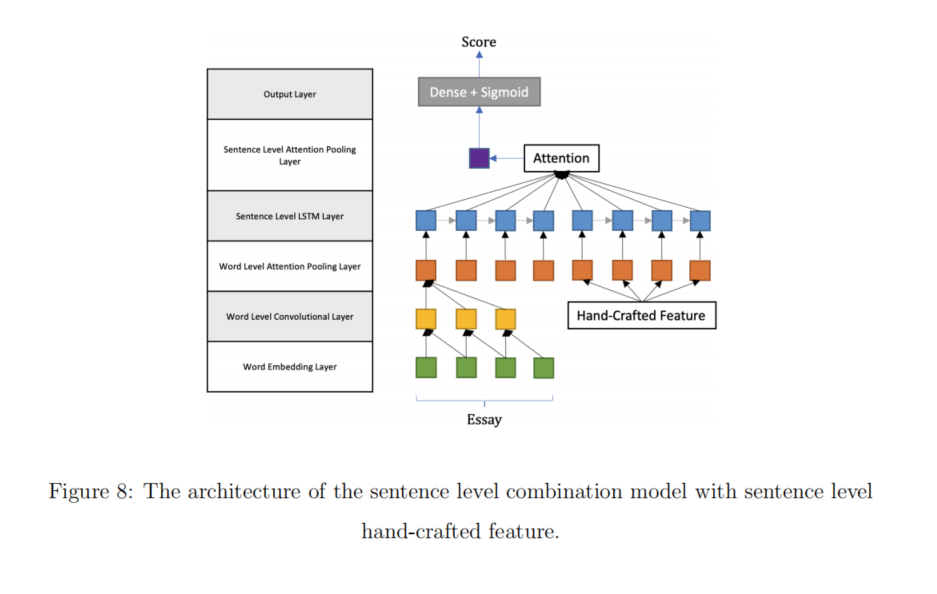 Score
Output Layer
Dense + Sigmoid
Sentence Level Attention Pooling
Layer
Attention
Sentence Level LSTM Layer
Word Level Attention Pooling Layer
Word Level Convolutional Layer
Hand-Crafted Feature
Word Embedding Layer
Essay
Figure 8: The architecture of the sentence level combination model with sentence level
hand-crafted feature.